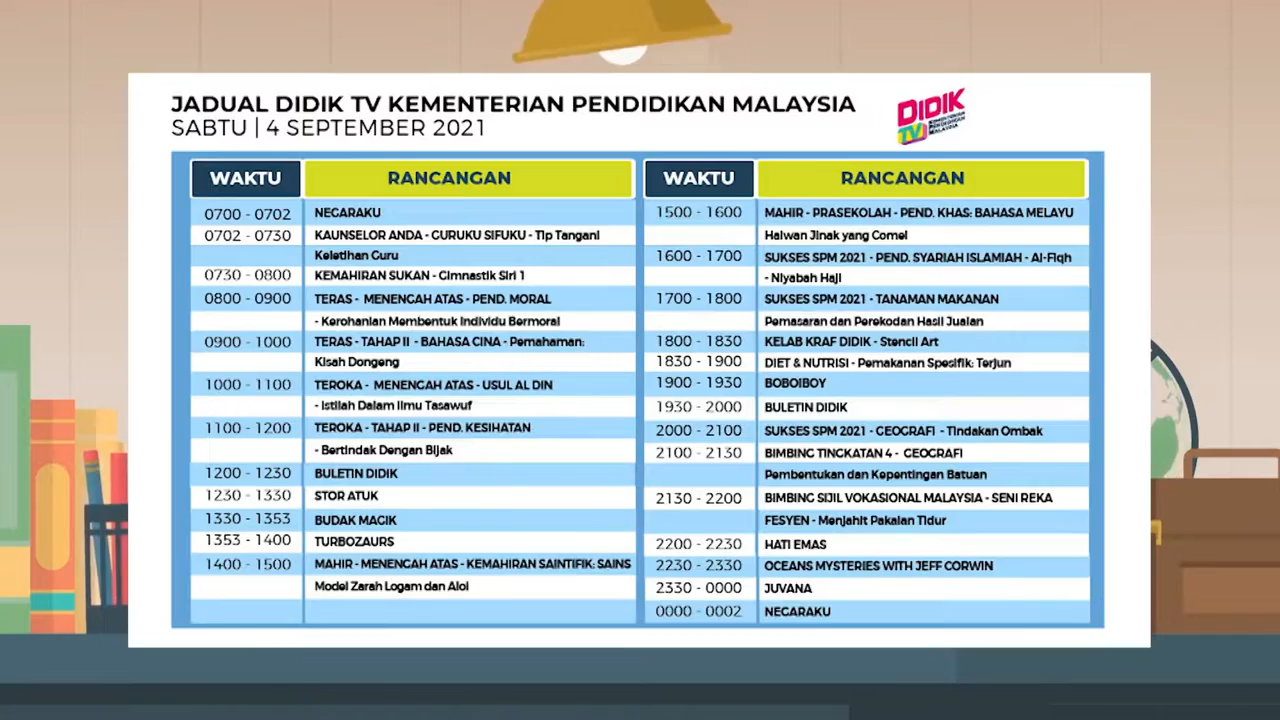 JADUAL DIDIK TV KEMENTERIAN PENDIDIKAN MALAYSIA
SABTU | 4 SEPTEMBER 2021
DIDIK
TV KEMENTERIAN
PENDIDIKAN
MALAYSIA
WAKTU RANCANGAN
0700 - 0702 NEGARAKU
0702 - 0730 KAUNSELOR ANDA - GURUKU SIFUKU - Tip Tangani
Keletihan Guru
0730 - 0800 KEMAHIRAN SUKAN - Gimnastik Siri 1
0800 - 0900 TERAS - MENENGAH ATAS - PEND. MORAL
- Kerohanian Membentuk Individu Bermoral
0900 - 1000 TERAS - TAHAP II - BAHASA CINA - Pemahaman:
Kisah Dongeng
1000 - 1100 TEROKA - MENENGAH ATAS - USUL AL DIN
- Istilah Dalam Ilmu Tasawuf
1100 - 1200 TEROKA - TAHAP II - PEND. KESIHATAN
- Bertindak Dengan Bijak
1200 - 1230 BULETIN DIDIK
1230 - 1330 STOR ATUK
1330 - 1353 BUDAK MAGIK
1353 - 1400 TURBOZAURS
1400 - 1500 MAHIR - MENENGAH ATAS - KEMAHIRAN SAINTIFIK: SAINS
Model Zarah Logam dan Aloi
WAKTU RANCANGAN
1500 - 1600 MAHIR - PRASEKOLAH - PEND. KHAS: BAHASA MELAYU
Haiwan Jinak yang Comel
1600 - 1700 SUKSES SPM 2021 - PEND. SYARIAH ISLAMIAH - Al-Fiqh
- Niyabah Haji
1700 - 1800 SUKSES SPM 2021 - TANAMAN MAKANAN
Pemasaran dan Perekodan Hasil Jualan
1800 - 1830 KELAB KRAF DIDIK - Stencil Art
1830 - 1900 DIET & NUTRISI - Pemakanan Spesifik: Terjun
1900 - 1930 BOBOIBOY
1930 - 2000 BULETIN DIDIK
2000 - 2100 SUKSES SPM 2021 - GEOGRAFI - Tindakan Ombak
2100 - 2130 BIMBING TINGKATAN 4 - GEOGRAFI
Pembentukan dan Kepentingan Batuan
2130 - 2200 BIMBING SIJIL VOKASIONAL MALAYSIA - SENI REKA
FESYEN - Menjahit Pakaian Tidur
2200 - 2230 HATI EMAS
2230 - 2330 OCEANS MYSTERIES WITH JEFF CORWIN
2330 - 0000 JUVANA
0000 - 0002 NEGARAKU